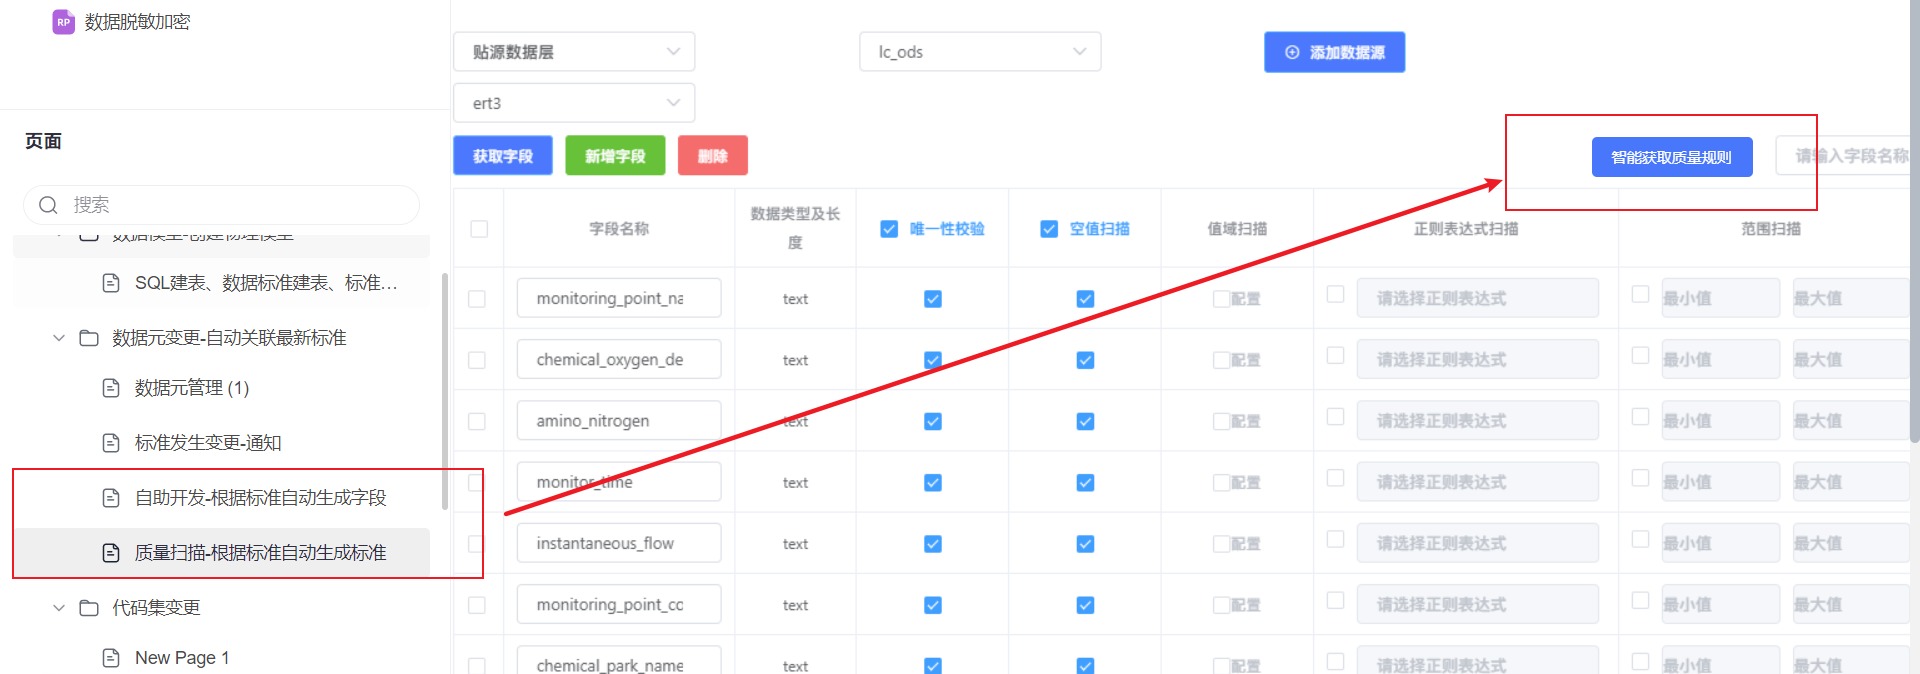 RP
数据脱敏加密
页面
搜索
数据模型-创建物理模型
SQL建表、数据标准建表、标准...
数据元变更-自动关联最新标准
数据元管理 (1)
标准发生变更-通知
自助开发-根据标准自动生成字段
质量扫描-根据标准自动生成标准
代码集变更
New Page 1
贴源数据层
lc_ods
添加数据源
ert3
获取字段
新增字段
删除
智能获取质量规则
请输入字段名称
字段名称
数据类型及长
度
唯一性校验
空值扫描
值域扫描
正则表达式扫描
范围扫描
monitoring_point_na
text
配置
请选择正则表达式
最小值
最大值
chemical_oxygen_de
text
配置
请选择正则表达式
最小值
最大值
amino_nitrogen
text
配置
请选择正则表达式
最小值
最大值
monitor_time
text
配置
请选择正则表达式
最小值
最大值
instantaneous_flow
text
配置
请选择正则表达式
最小值
最大值
monitoring_point_cc
text
配置
请选择正则表达式
最小值
最大值
chemical_park_name
text
配置
请选择正则表达式
最小值
最大值